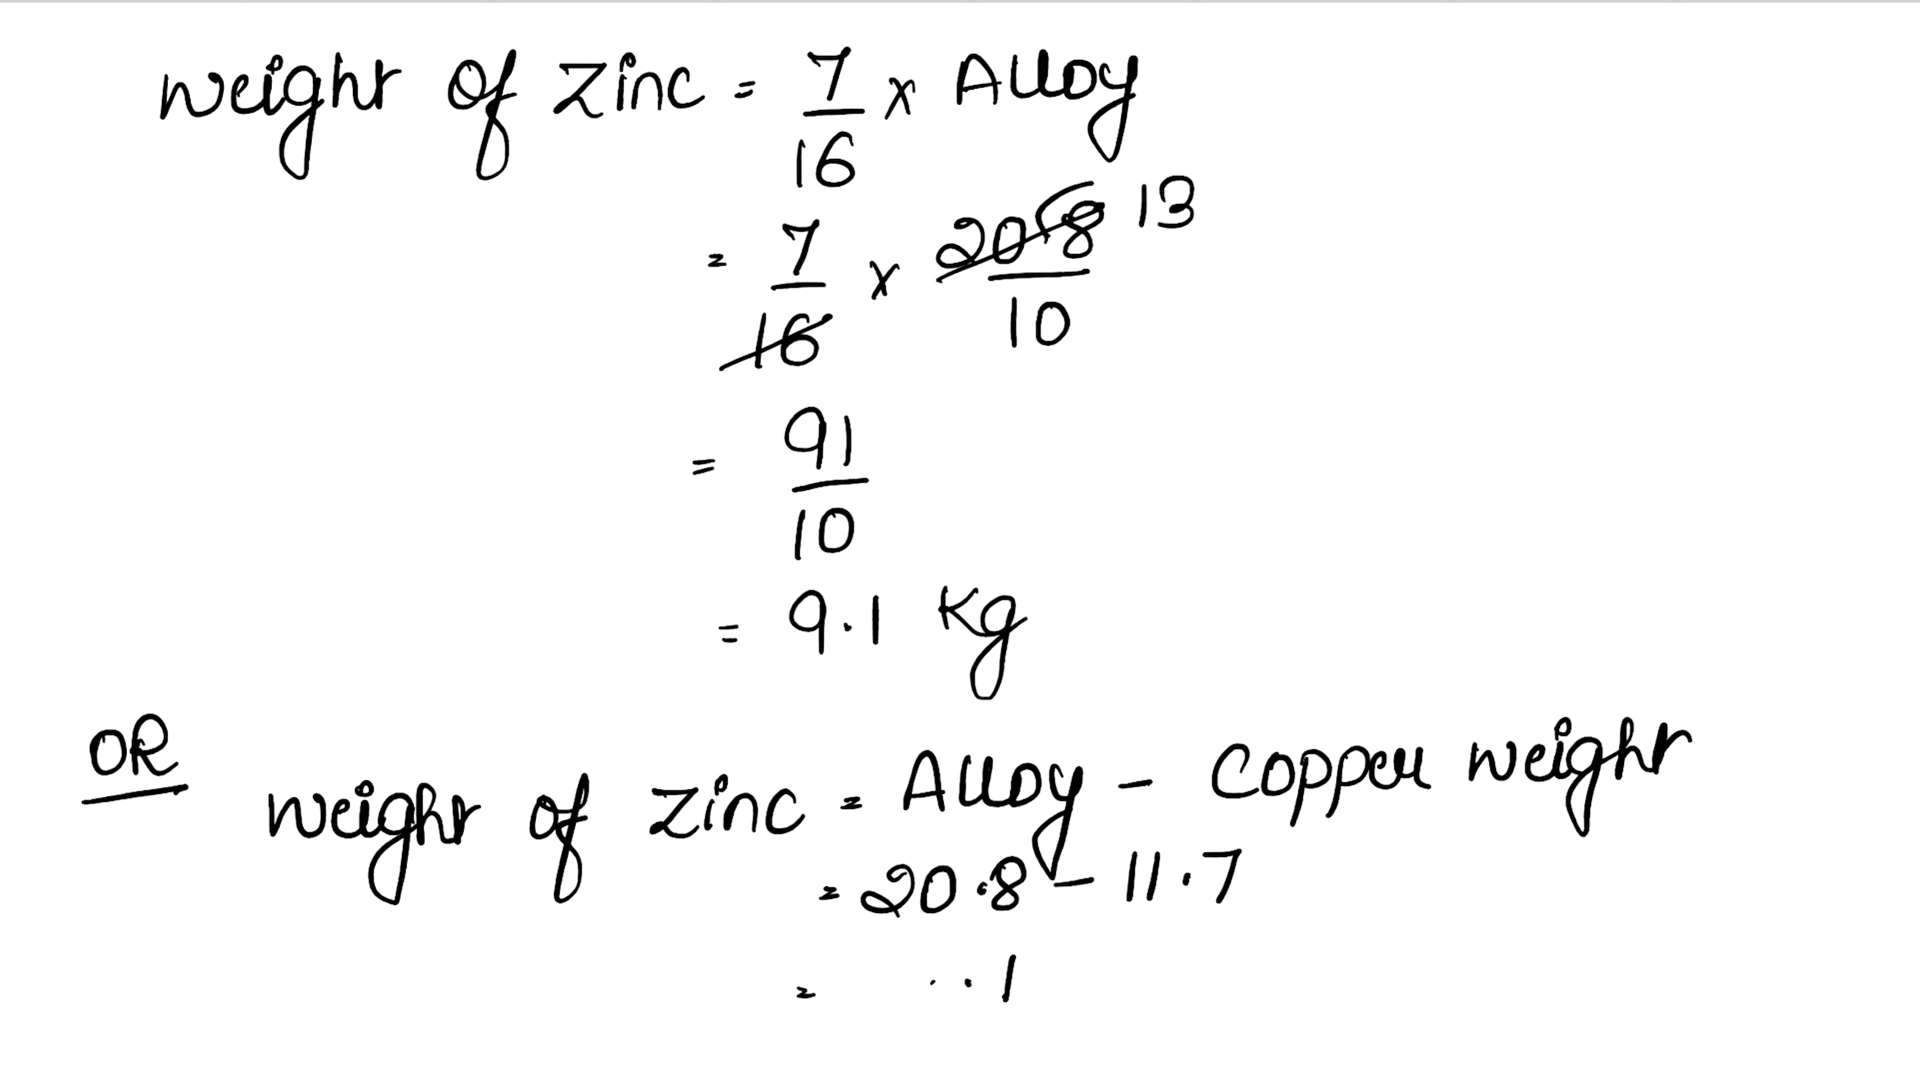 weight of zinc = 7/16 x Alloy
= 7/16 x 20.8/10 13
= 91/10
= 9.1 Kg
OR
weight of zinc = Alloy - Copper weight
= 20.8 - 11.7
= ..1